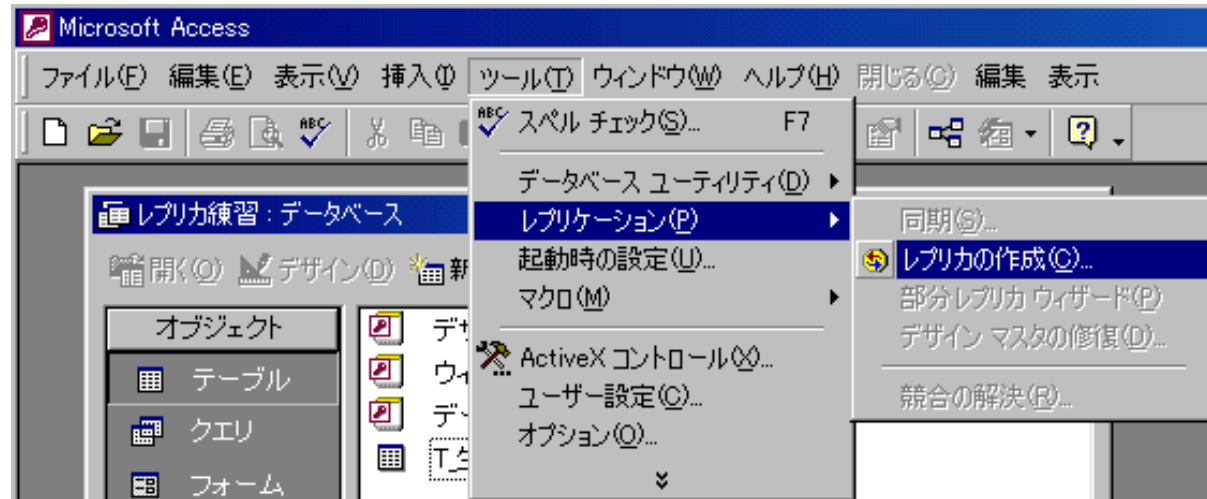 Microsoft Access
ファイル(F) 編集(E) 表示(V) 挿入(I) ツール(T) ウィンドウ(W) ヘルプ(H) 閉じる(C) 編集 表示
ABC
ABC スペル チェック(S)... F7
データベース ユーティリティ(D)
レプリカ練習 : データベース
レプリケーション(P)
同期(S)...
開く(O) デザイン(D) 新
起動時の設定(U)...
レプリカの作成(C)...
マクロ(M)
部分レプリカ ウィザード(P)
オブジェクト
デザイン マスタの修復(D)...
テーブル
ActiveX コントロール(X)...
ユーザー設定(C)...
競合の解決(R)...
クエリ
オプション(O)...
フォーム